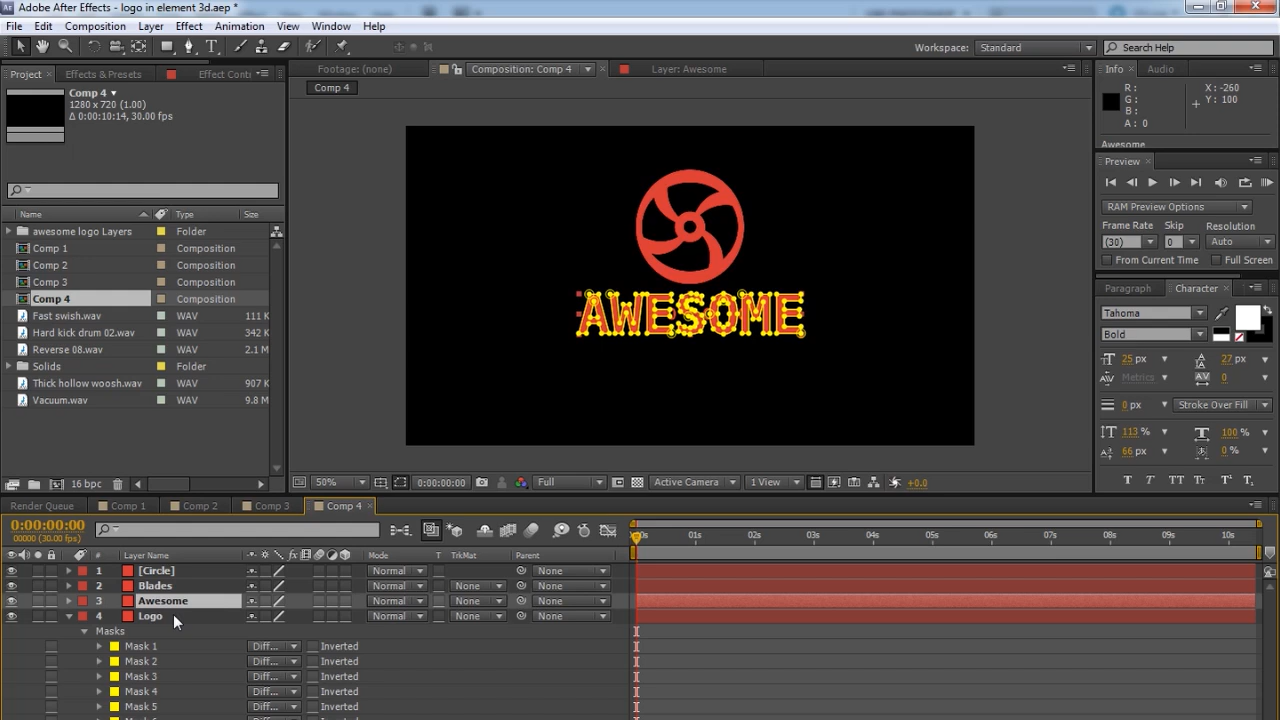 Adobe After Effects - logo in element 3d.aep *
File Edit Composition Layer Effect Animation View Window Help
Workspace: Standard Search Help
Project Effects & Presets Effect Conti
Footage: (none) Composition: Comp 4 Layer: Awesome
Info Audio
Comp 4
1280 x 720 (1.00)
Δ 0:00:10:14, 30.00 fps
Comp 4
R:
G:
B:
A: 0
X: -260
Y: 100
Awesome
Preview
RAM Preview Options
Frame Rate Skip Resolution
(30) 0 Auto
From Current Time Full Screen
Name Type Size
awesome logo Layers Folder
Comp 1 Composition
Comp 2 Composition
Comp 3 Composition
Comp 4 Composition
Fast swish.wav WAV 111 K
Hard kick drum 02.wav WAV 342 K
Reverse 08.wav WAV 2.1 M
Solids Folder
Thick hollow woosh.wav WAV 907 K
Vacuum.wav WAV 9.8 M
AWESOME
Paragraph Character
Tahoma
Bold
25 px 27 px
Metrics 0
0 px Stroke Over Fill
113 % 100 %
66 px 0 %
T T TT Tt T' T,
16 bpc
50% 0:00:00:00 Full Active Camera 1 View +0.0
Render Queue Comp 1 Comp 2 Comp 3 Comp 4
0:00:00:00
00000 (30.00 fps)
00s 01s 02s 03s 04s 05s 06s 07s 08s 09s 10s
# Layer Name Mode T TrkMat Parent
1 [Circle] Normal None
2 Blades Normal None None
3 Awesome Normal None None
4 Logo Normal None None
Masks
Mask 1 Diff... Inverted
Mask 2 Diff... Inverted
Mask 3 Diff... Inverted
Mask 4 Diff... Inverted
Mask 5 Diff... Inverted